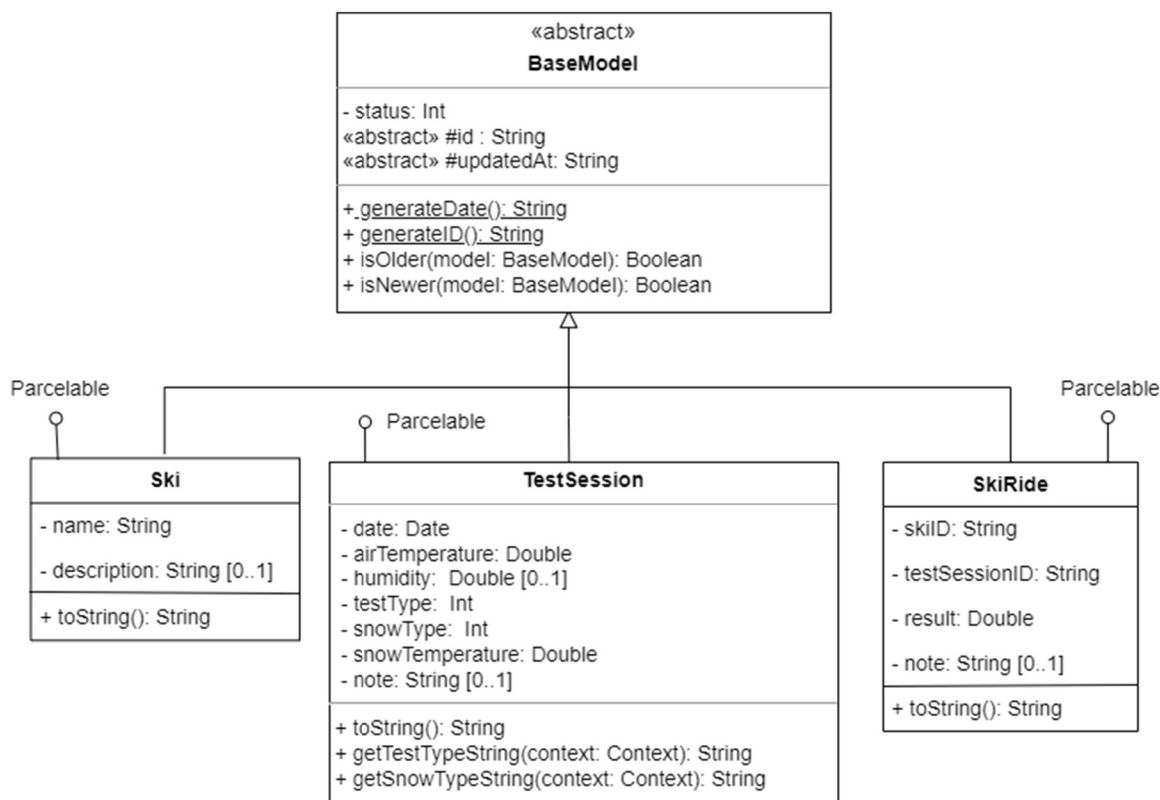 «abstract»
BaseModel
- status: Int
«abstract» #id : String
«abstract» #updatedAt: String
+ generateDate(): String
+ generateID(): String
+ isOlder(model: BaseModel): Boolean
+ isNewer(model: BaseModel): Boolean
Parcelable
Ski
- name: String
- description: String [0..1]
+ toString(): String
Parcelable
TestSession
- date: Date
- airTemperature: Double
- humidity: Double [0..1]
- testType: Int
- snowType: Int
- snowTemperature: Double
- note: String [0..1]
+ toString(): String
+ getTestTypeString(context: Context): String
+ getSnowTypeString(context: Context): String
Parcelable
SkiRide
- skiID: String
- testSessionID: String
- result: Double
- note: String [0..1]
+ toString(): String